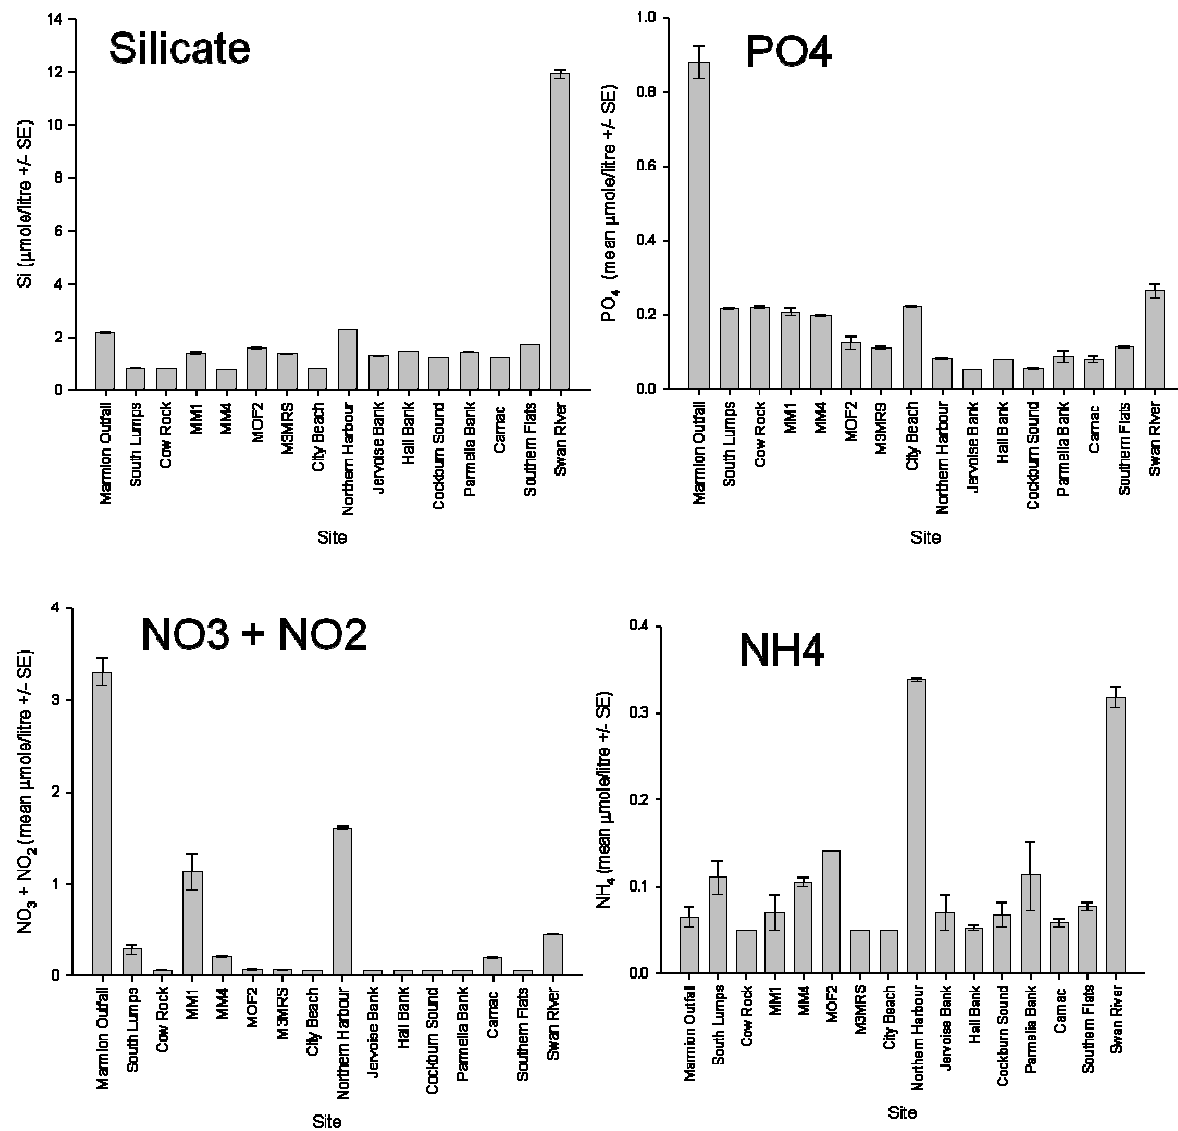 Silicate
Si (µmole/litre +/- SE)
14
12
10
8
6
4
2
0
Marmion Outfall
South Lumps
Cow Rock
MM1
MM4
MOF2
M3MRS
City Beach
Northern Harbour
Jervoise Bank
Hall Bank
Cockburn Sound
Parmelia Bank
Carnac
Southern Flats
Swan River
Site
PO4
PO4 (mean µmole/litre +/- SE)
1.0
0.8
0.6
0.4
0.2
0.0
Marmion Outfall
South Lumps
Cow Rock
MM1
MM4
MOF2
M3MRS
City Beach
Northern Harbour
Jervoise Bank
Hall Bank
Cockburn Sound
Parmelia Bank
Carnac
Southern Flats
Swan River
Site
NO3 + NO2
NO3 + NO2 (mean µmole/litre +/- SE)
4
3
2
1
0
Marmion Outfall
South Lumps
Cow Rock
MM1
MM4
MOF2
M3MRS
City Beach
Northern Harbour
Jervoise Bank
Hall Bank
Cockburn Sound
Parmelia Bank
Carnac
Southern Flats
Swan River
Site
NH4
NH4 (mean µmole/litre +/- SE)
0.4
0.3
0.2
0.1
0.0
Marmion Outfall
South Lumps
Cow Rock
MM1
MM4
MOF2
M3MRS
City Beach
Northern Harbour
Jervoise Bank
Hall Bank
Cockburn Sound
Parmelia Bank
Carnac
Southern Flats
Swan River
Site